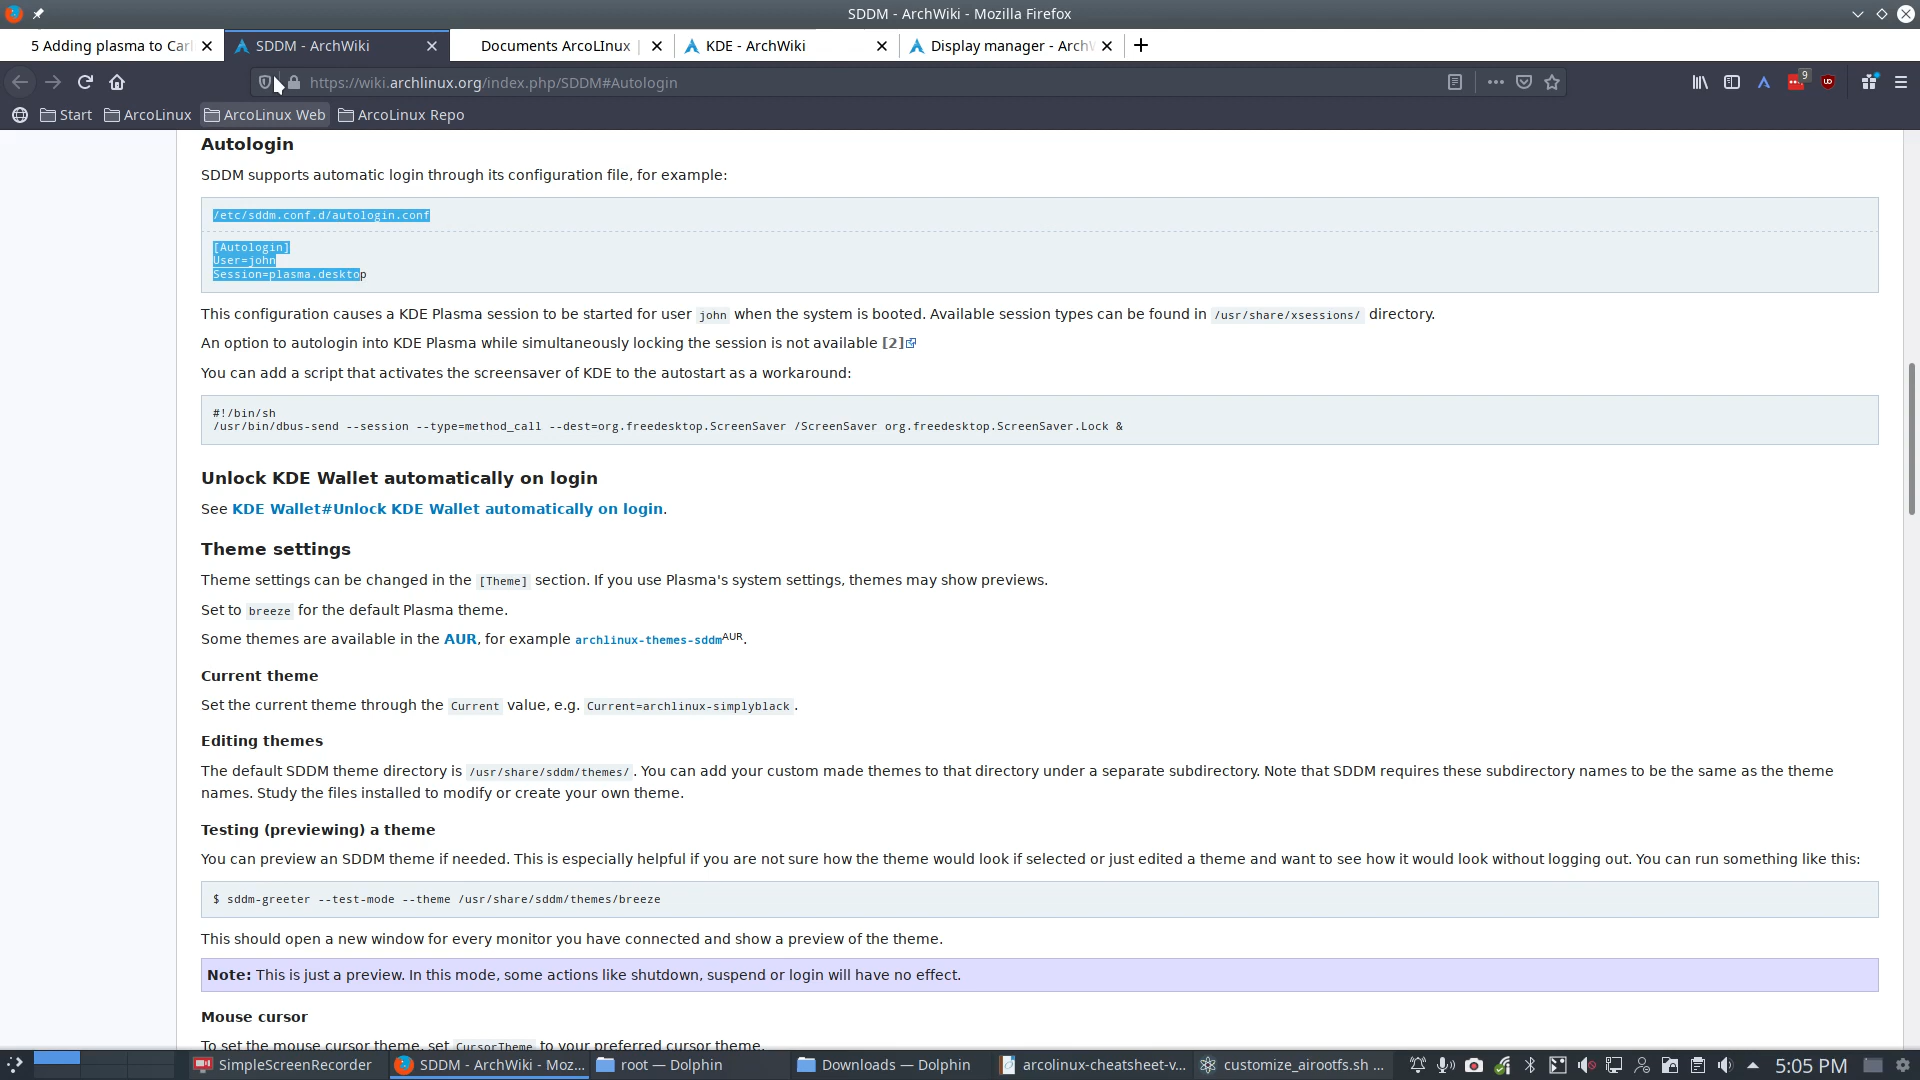 SDDM - ArchWiki - Mozilla Firefox
5 Adding plasma to Carl
SDDM - ArchWiki
Documents ArcoLInux |
KDE - ArchWiki
Display manager - ArchW
https://wiki.archlinux.org/index.php/SDDM#Autologin
9
Start
ArcoLinux
ArcoLinux Web
ArcoLinux Repo
Autologin
SDDM supports automatic login through its configuration file, for example:
/etc/sddm.conf.d/autologin.conf
[Autologin]
User=john
Session=plasma.desktop
This configuration causes a KDE Plasma session to be started for user john when the system is booted. Available session types can be found in /usr/share/xsessions/ directory.
An option to autologin into KDE Plasma while simultaneously locking the session is not available [2]
You can add a script that activates the screensaver of KDE to the autostart as a workaround:
#!/bin/sh
/usr/bin/dbus-send --session --type=method_call --dest=org.freedesktop.ScreenSaver /ScreenSaver org.freedesktop.ScreenSaver.Lock &
Unlock KDE Wallet automatically on login
See KDE Wallet#Unlock KDE Wallet automatically on login.
Theme settings
Theme settings can be changed in the [Theme] section. If you use Plasma's system settings, themes may show previews.
Set to breeze for the default Plasma theme.
Some themes are available in the AUR, for example archlinux-themes-sddmAUR.
Current theme
Set the current theme through the Current value, e.g. Current=archlinux-simplyblack.
Editing themes
The default SDDM theme directory is /usr/share/sddm/themes/. You can add your custom made themes to that directory under a separate subdirectory. Note that SDDM requires these subdirectory names to be the same as the theme
names. Study the files installed to modify or create your own theme.
Testing (previewing) a theme
You can preview an SDDM theme if needed. This is especially helpful if you are not sure how the theme would look if selected or just edited a theme and want to see how it would look without logging out. You can run something like this:
$ sddm-greeter --test-mode --theme /usr/share/sddm/themes/breeze
This should open a new window for every monitor you have connected and show a preview of the theme.
Note: This is just a preview. In this mode, some actions like shutdown, suspend or login will have no effect.
Mouse cursor
To set the mouse cursor theme, set CursorTheme to your preferred cursor theme.
SimpleScreenRecorder
SDDM - ArchWiki - Moz...
root — Dolphin
Downloads — Dolphin
arcolinux-cheatsheet-v...
customize_airootfs.sh ...
5:05 PM